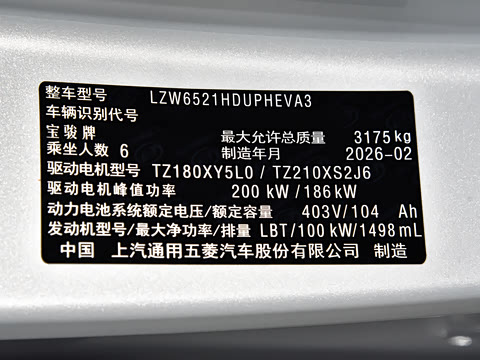 整车型号 LZW6521HDUPHEVA3
车辆识别代号
宝骏牌 最大允许总质量 3175kg
乘坐人数 6 制造年月 2026-02
驱动电机型号 TZ180XY5L0 / TZ210XS2J6
驱动电机峰值功率 200 kW / 186 kW
动力电池系统额定电压/额定容量 403V/104 Ah
发动机型号/最大净功率/排量 LBT/100 kW/1498 mL
中国 上汽通用五菱汽车股份有限公司 制造